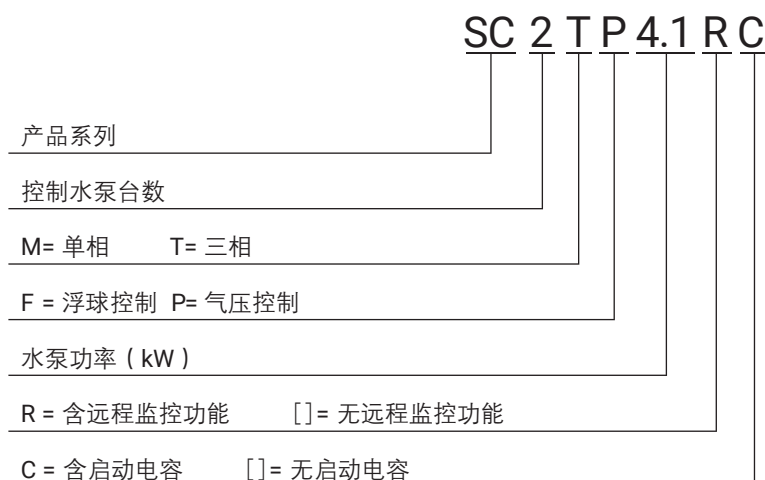 SC 2 T P 4.1 R C
产品系列
控制水泵台数
M= 单相 T= 三相
F = 浮球控制 P= 气压控制
水泵功率 ( kW )
R = 含远程监控功能 []= 无远程监控功能
C = 含启动电容 []= 无启动电容